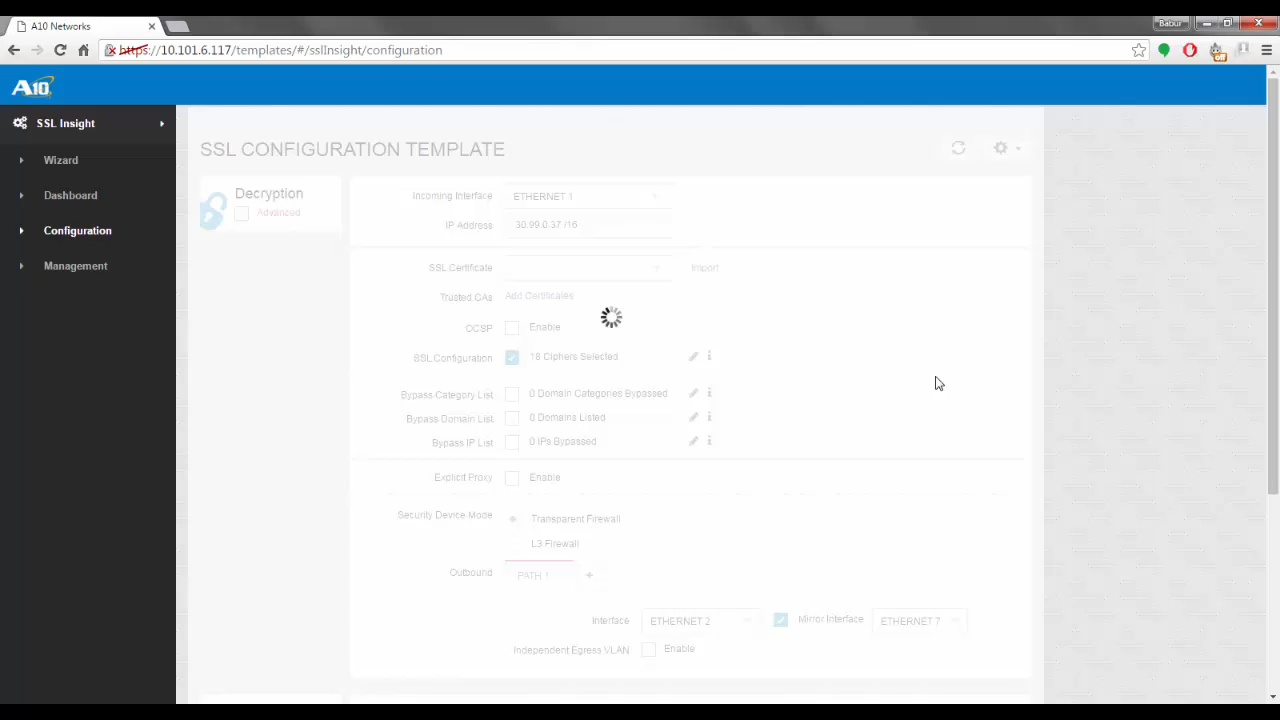 A10 Networks
Babur
https://10.101.6.117/templates/#/sslInsight/configuration
off
A10
SSL Insight
Wizard
Dashboard
Configuration
Management
SSL CONFIGURATION TEMPLATE
Decryption
Advanced
Incoming Interface ETHERNET 1
IP Address 30.99.0.37 /16
SSL Certificate Import
Trusted CAs Add Certificates
OCSP Enable
SSL Configuration 18 Ciphers Selected
Bypass Category List 0 Domain Categories Bypassed
Bypass Domain List 0 Domains Listed
Bypass IP List 0 IPs Bypassed
Explicit Proxy Enable
Security Device Mode Transparent Firewall
L3 Firewall
Outbound PATH 1 +
Interface ETHERNET 2 Mirror Interface ETHERNET 7
Independent Egress VLAN Enable